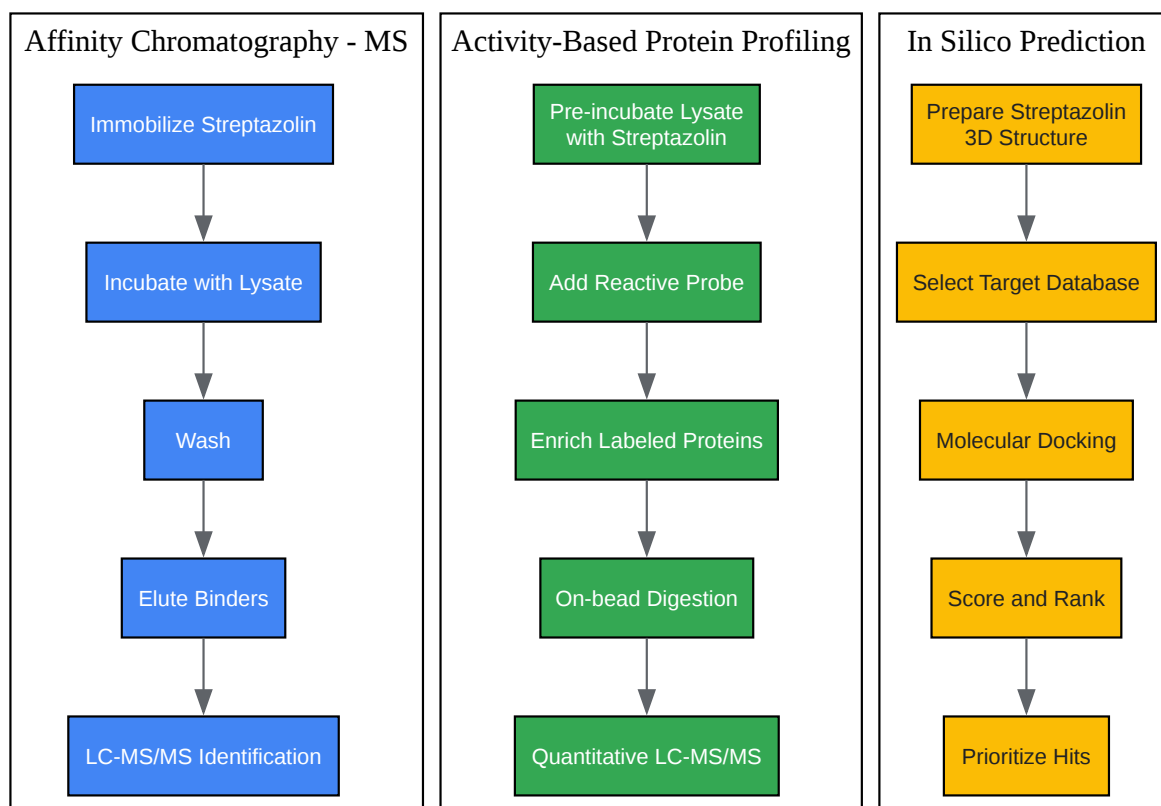 Affinity Chromatography - MS
Immobilize Streptazolin
Incubate with Lysate
Wash
Elute Binders
LC-MS/MS Identification
Activity-Based Protein Profiling
Pre-incubate Lysate
with Streptazolin
Add Reactive Probe
Enrich Labeled Proteins
On-bead Digestion
Quantitative LC-MS/MS
In Silico Prediction
Prepare Streptazolin
3D Structure
Select Target Database
Molecular Docking
Score and Rank
Prioritize Hits